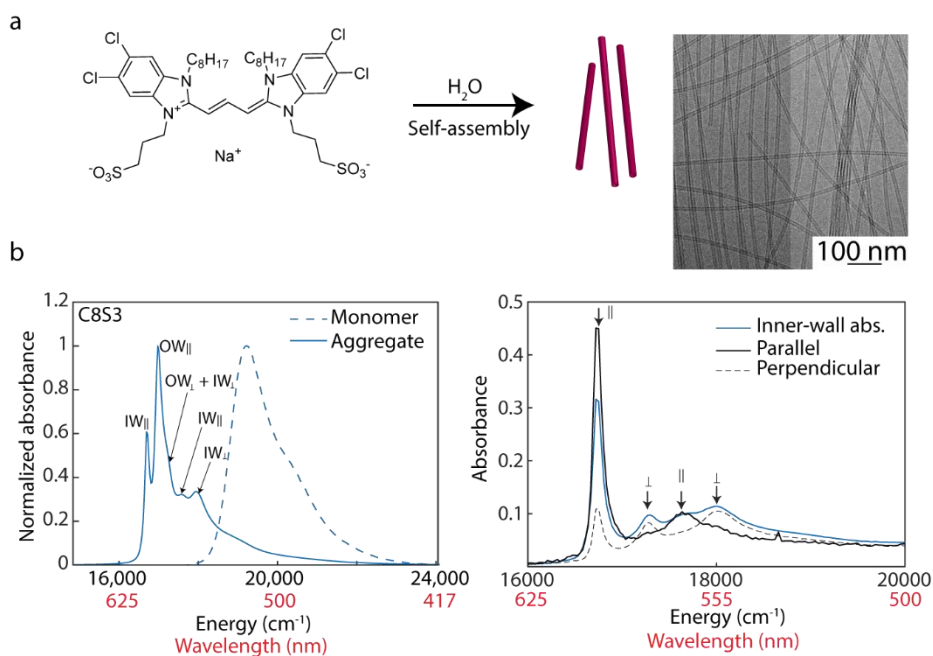 a
Cl
C₈H₁₇
C₈H₁₇
Cl
Cl
N
N
Cl
N⁺
N
⁻O₃S
Na⁺
SO₃⁻
H₂O
Self-assembly
100 nm
b
C8S3
Monomer
Aggregate
OW∥
OW⊥ + IW⊥
IW∥
IW∥
IW⊥
Normalized absorbance
1.2
1
0.8
0.6
0.4
0.2
0
16,000
20,000
24,000
625
500
417
Energy (cm⁻¹)
Wavelength (nm)
Inner-wall abs.
Parallel
Perpendicular
∥
⊥
∥
⊥
Absorbance
0.5
0.4
0.3
0.2
0.1
16000
18000
20000
625
555
500
Energy (cm⁻¹)
Wavelength (nm)